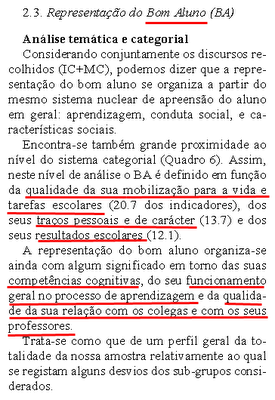 2.3. Representação do Bom Aluno (BA)
Análise temática e categorial
Considerando conjuntamente os discursos re-
colhidos (IC+MC), podemos dizer que a repre-
sentação do bom aluno se organiza a partir do
mesmo sistema nuclear de apreensão do aluno
em geral: aprendizagem, conduta social, e ca-
racterísticas sociais.
Encontra-se também grande proximidade ao
nível do sistema categorial (Quadro 6). Assim,
neste nível de análise o BA é definido em função
da qualidade da sua mobilização para a vida e
tarefas escolares (20.7 dos indicadores), dos
seus traços pessoais e de carácter (13.7) e dos
seus resultados escolares (12.1).
A representação do bom aluno organiza-se
ainda com algum significado em torno das suas
competências cognitivas, do seu funcionamento
geral no processo de aprendizagem e da qualida-
de da sua relação com os colegas e com os seus
professores.
Trata-se como que de um perfil geral da to-
talidade da nossa amostra relativamente ao qual
se registam alguns desvios dos sub-grupos consi-
derados.